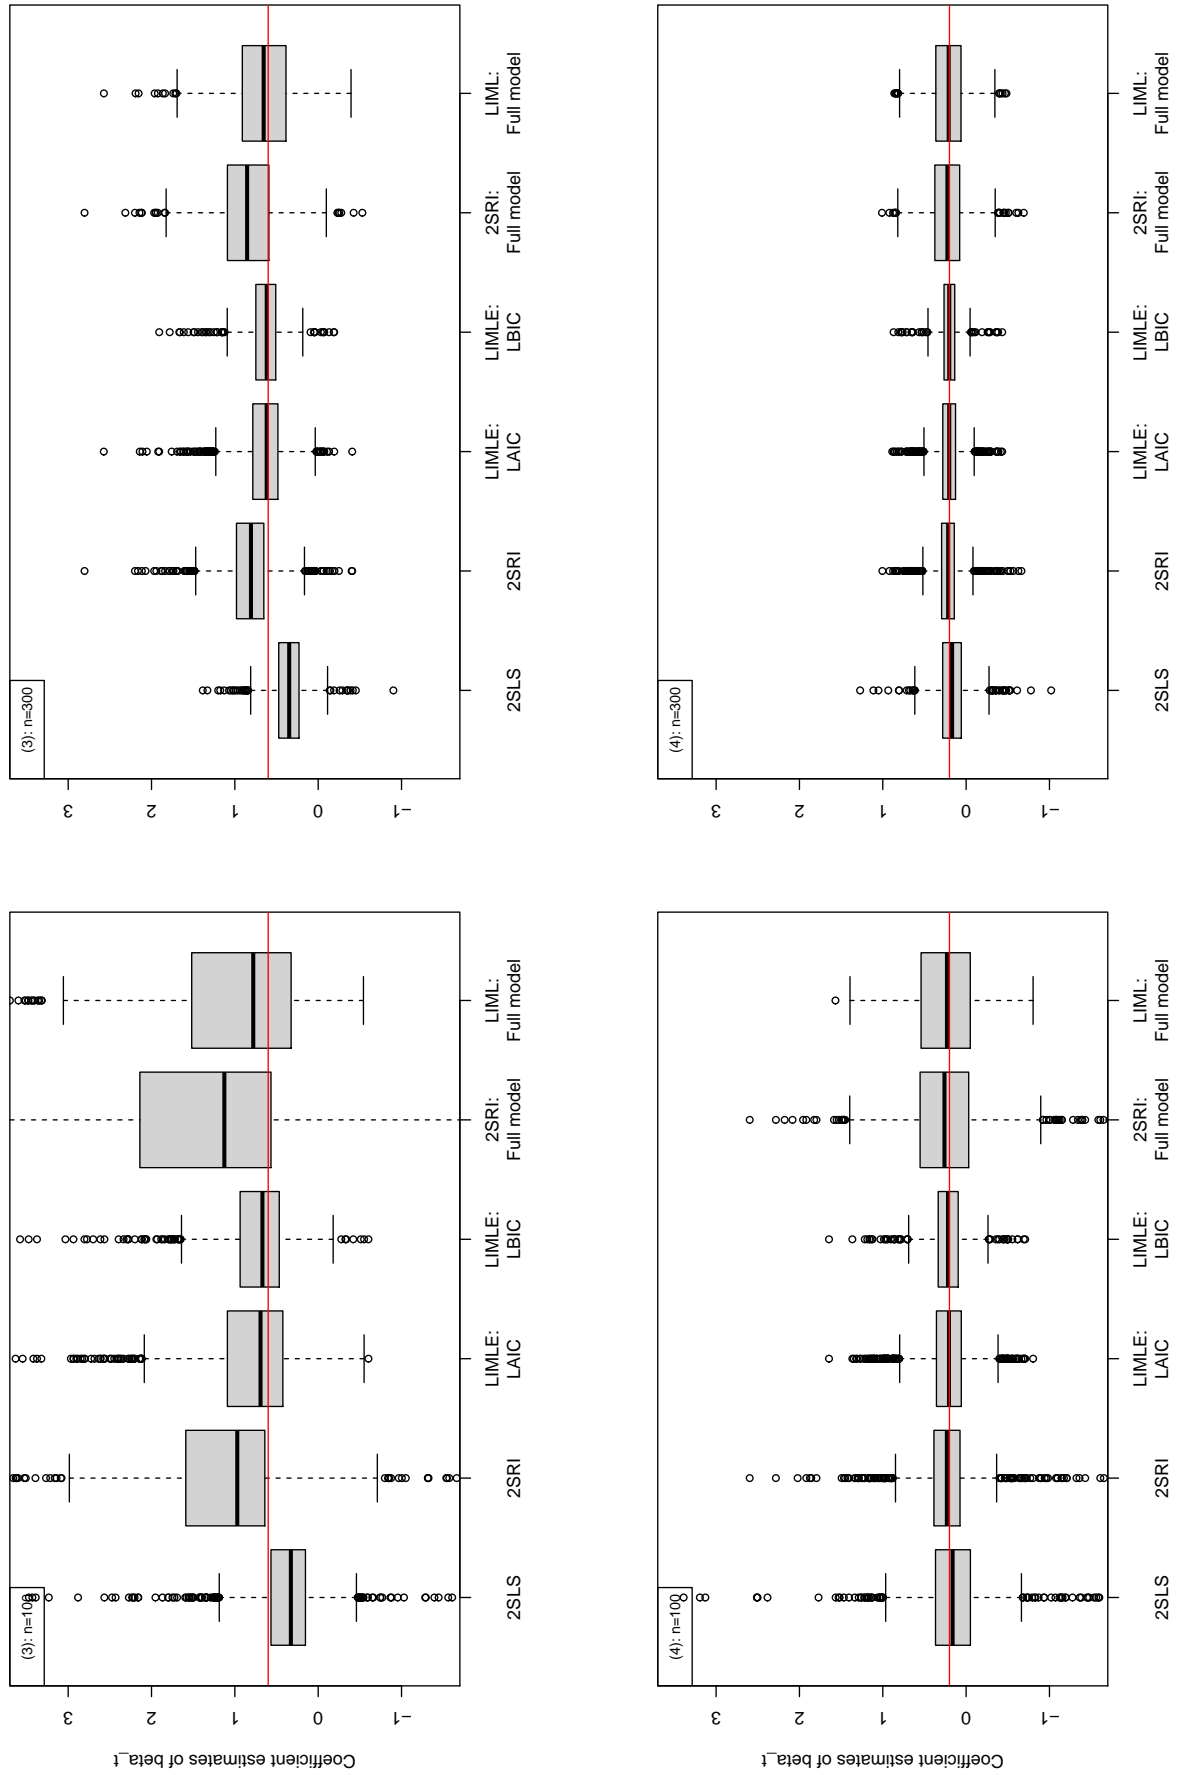 Coefficient estimates of beta_t
(3): n=100
3
2
1
0
−1
2SLS
2SRI
LIMLE:
LAIC
LIMLE:
LBIC
2SRI:
Full model
LIML:
Full model
(3): n=300
3
2
1
0
−1
2SLS
2SRI
LIMLE:
LAIC
LIMLE:
LBIC
2SRI:
Full model
LIML:
Full model
Coefficient estimates of beta_t
(4): n=100
3
2
1
0
−1
2SLS
2SRI
LIMLE:
LAIC
LIMLE:
LBIC
2SRI:
Full model
LIML:
Full model
(4): n=300
3
2
1
0
−1
2SLS
2SRI
LIMLE:
LAIC
LIMLE:
LBIC
2SRI:
Full model
LIML:
Full model